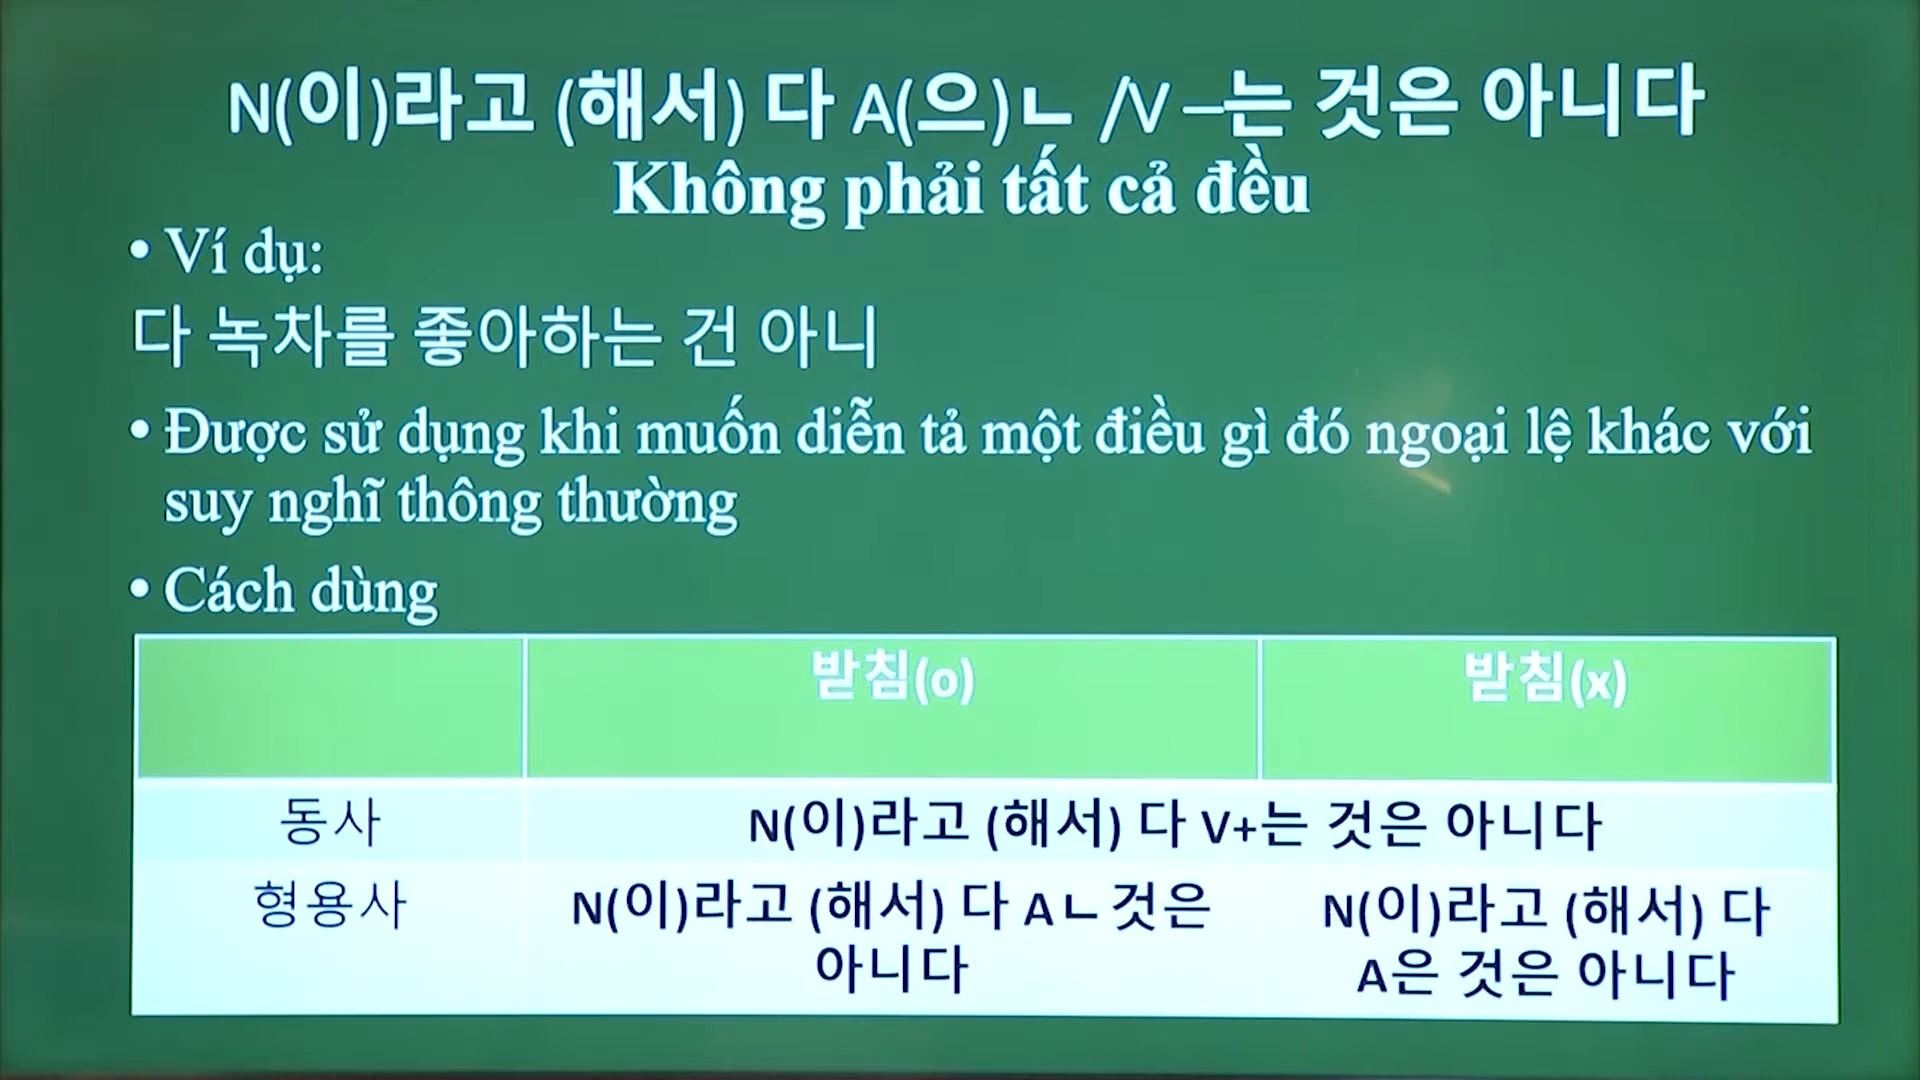 N(이)라고 (해서) 다 A(으)ㄴ /V –는 것은 아니다
Không phải tất cả đều
• Ví dụ:
다 녹차를 좋아하는 건 아니
• Được sử dụng khi muốn diễn tả một điều gì đó ngoại lệ khác với
suy nghĩ thông thường
• Cách dùng
받침(o) 받침(x)
동사 N(이)라고 (해서) 다 V+는 것은 아니다
형용사 N(이)라고 (해서) 다 Aㄴ것은
아니다
N(이)라고 (해서) 다
A은 것은 아니다